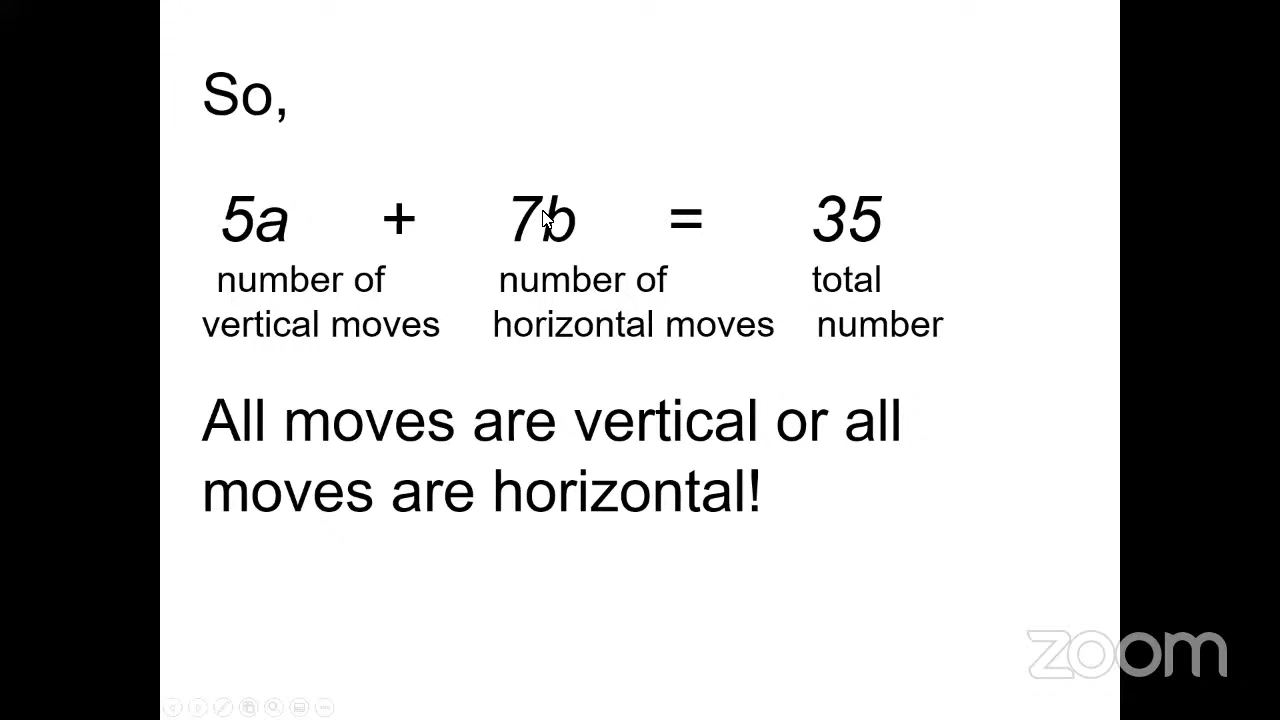 So,
5a + 7b = 35
number of number of total
vertical moves horizontal moves number
All moves are vertical or all
moves are horizontal!
zoom